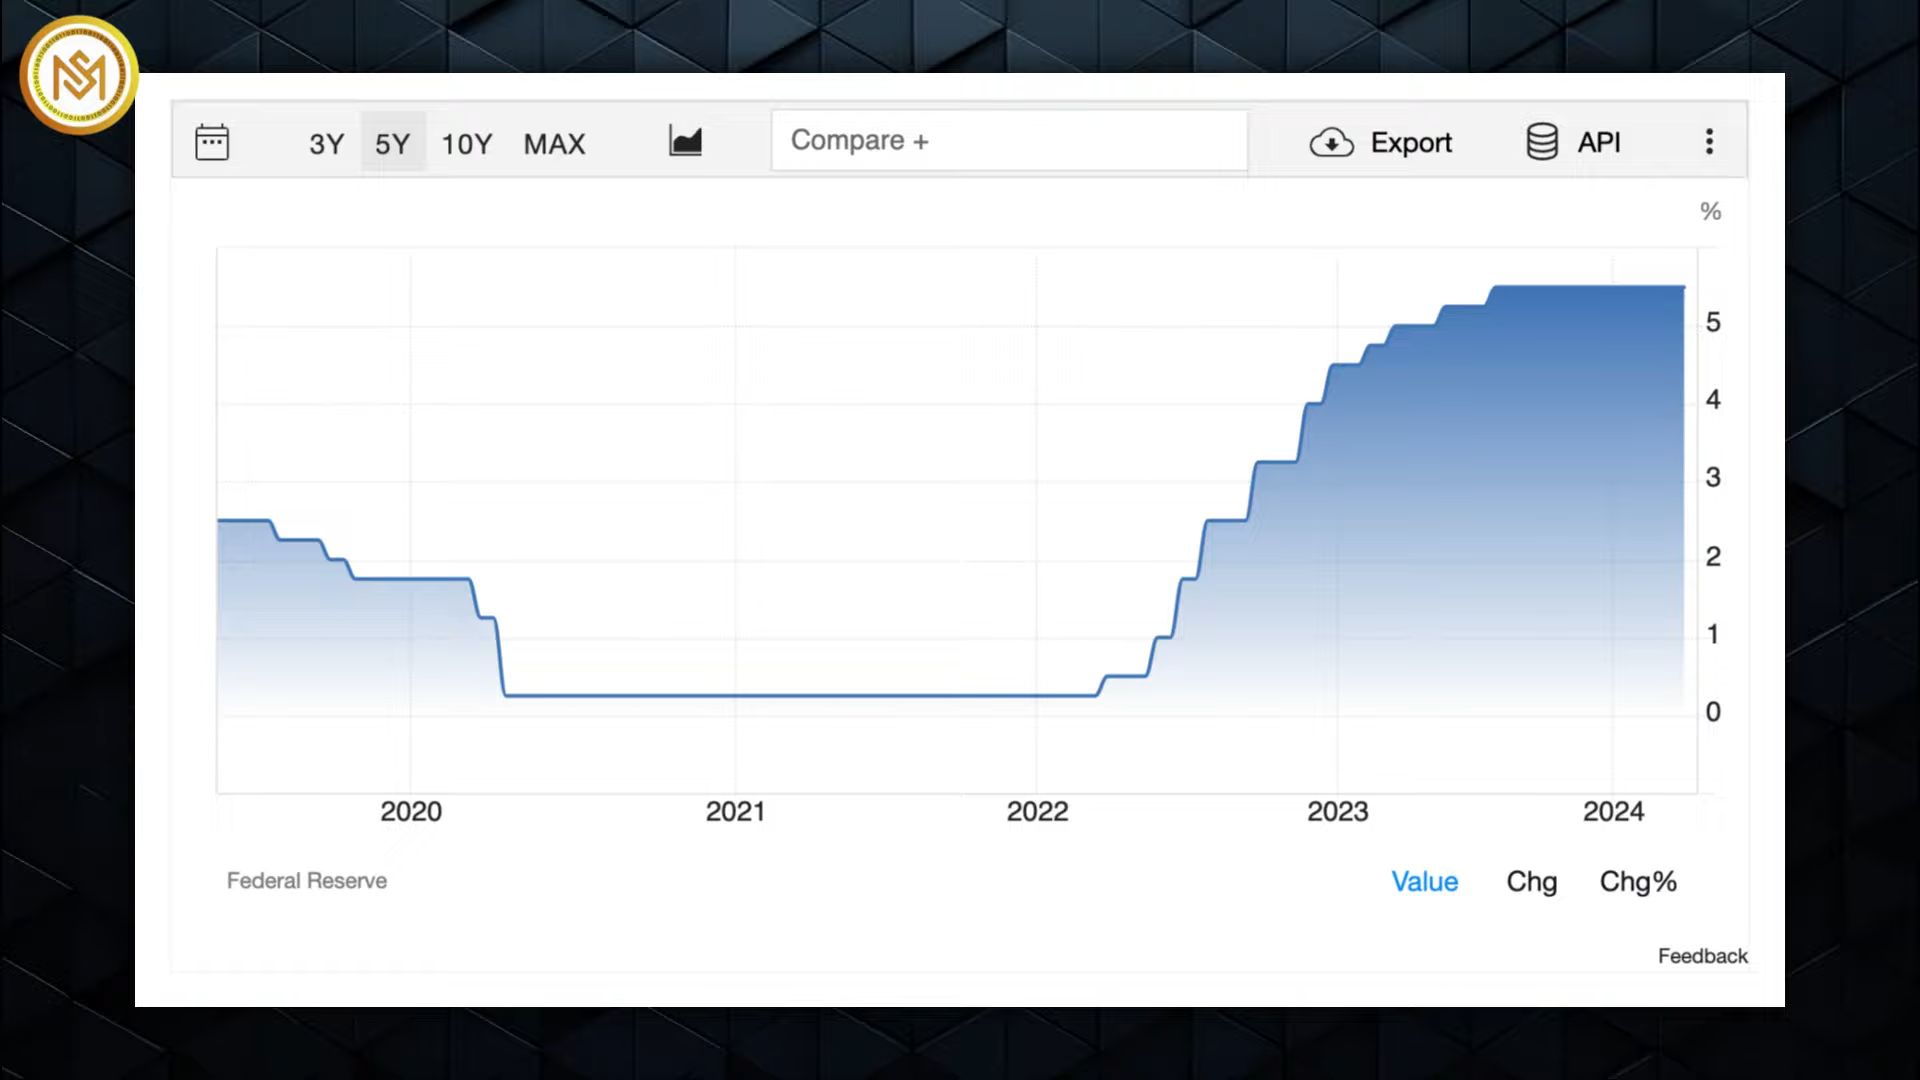 3Y 5Y 10Y MAX Compare + Export API
%
5
4
3
2
1
0
2020 2021 2022 2023 2024
Federal Reserve Value Chg Chg%
Feedback